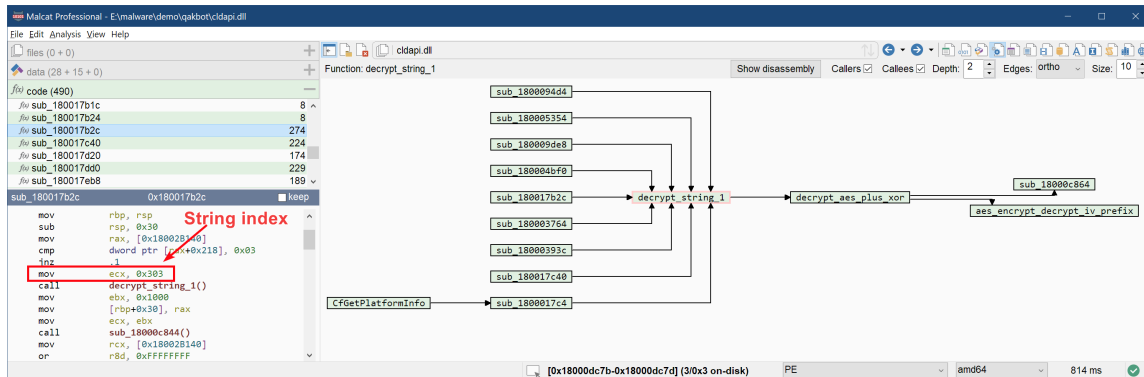 Malcat Professional - E:\malware\demo\qakbot\cldapi.dll
File Edit Analysis View Help
files (0 + 0)
cldapi.dll
data (28 + 15 + 0)
Function: decrypt_string_1
Show disassembly Callers Callees Depth: 2 Edges: ortho Size: 10
f(x) code (490)
sub_180017b1c 8
sub_180017b24 8
sub_180017b2c 274
sub_180017c40 224
sub_180017d20 174
sub_180017dd0 229
sub_180017eb8 189
sub_180017b2c 0x180017b2c keep
mov rbp, rsp
sub rsp, 0x30
mov rax, [0x18002B140]
cmp dword ptr [rax+0x218], 0x03
jnz .1
mov ecx, 0x303
call decrypt_string_1()
mov ebx, 0x1000
mov [rbp+0x30], rax
mov ecx, ebx
call sub_18000c844()
mov rcx, [0x18002B140]
or r8d, 0xFFFFFFFF
String index
sub_1800094d4
sub_180005354
sub_180009de8
sub_180004bf0
sub_180017b2c
sub_180003764
sub_18000393c
sub_180017c40
CfGetPlatformInfo
sub_1800017c4
decrypt_string_1
decrypt_aes_plus_xor
sub_18000c864
aes_encrypt_decrypt_iv_prefix
[0x18000dc7b-0x18000dc7d] (3/0x3 on-disk) PE amd64 814 ms